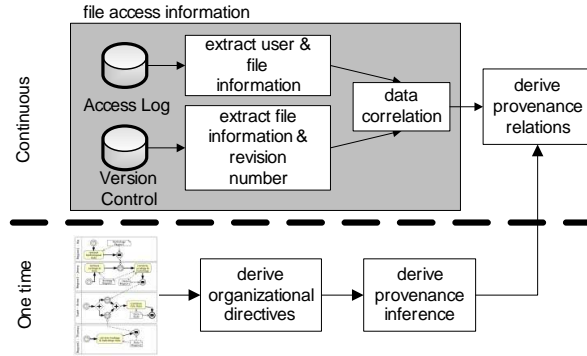 file access information
extract user &
file
information
Access Log
data
correlation
derive
provenance
relations
extract file
information &
revision
number
Version
Control
Continuous
One time
derive
organizational
directives
derive
provenance
inference